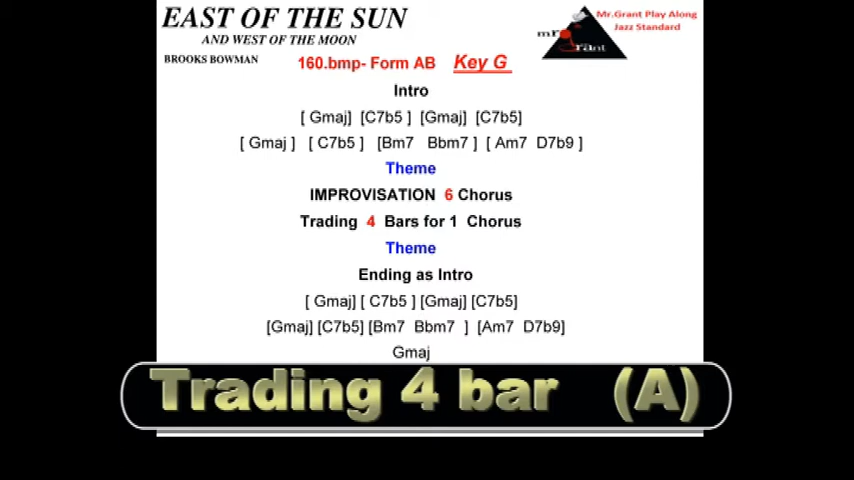 EAST OF THE SUN
AND WEST OF THE MOON
BROOKS BOWMAN
160.bmp- Form AB Key G
mr Grant
Mr.Grant Play Along
Jazz Standard
Intro
[ Gmaj] [C7b5 ] [Gmaj] [C7b5]
[ Gmaj ] [ C7b5 ] [Bm7 Bbm7 ] [ Am7 D7b9 ]
Theme
IMPROVISATION 6 Chorus
Trading 4 Bars for 1 Chorus
Theme
Ending as Intro
[ Gmaj] [ C7b5 ] [Gmaj] [C7b5]
[Gmaj] [C7b5] [Bm7 Bbm7 ] [Am7 D7b9]
Gmaj
Trading 4 bar (A)